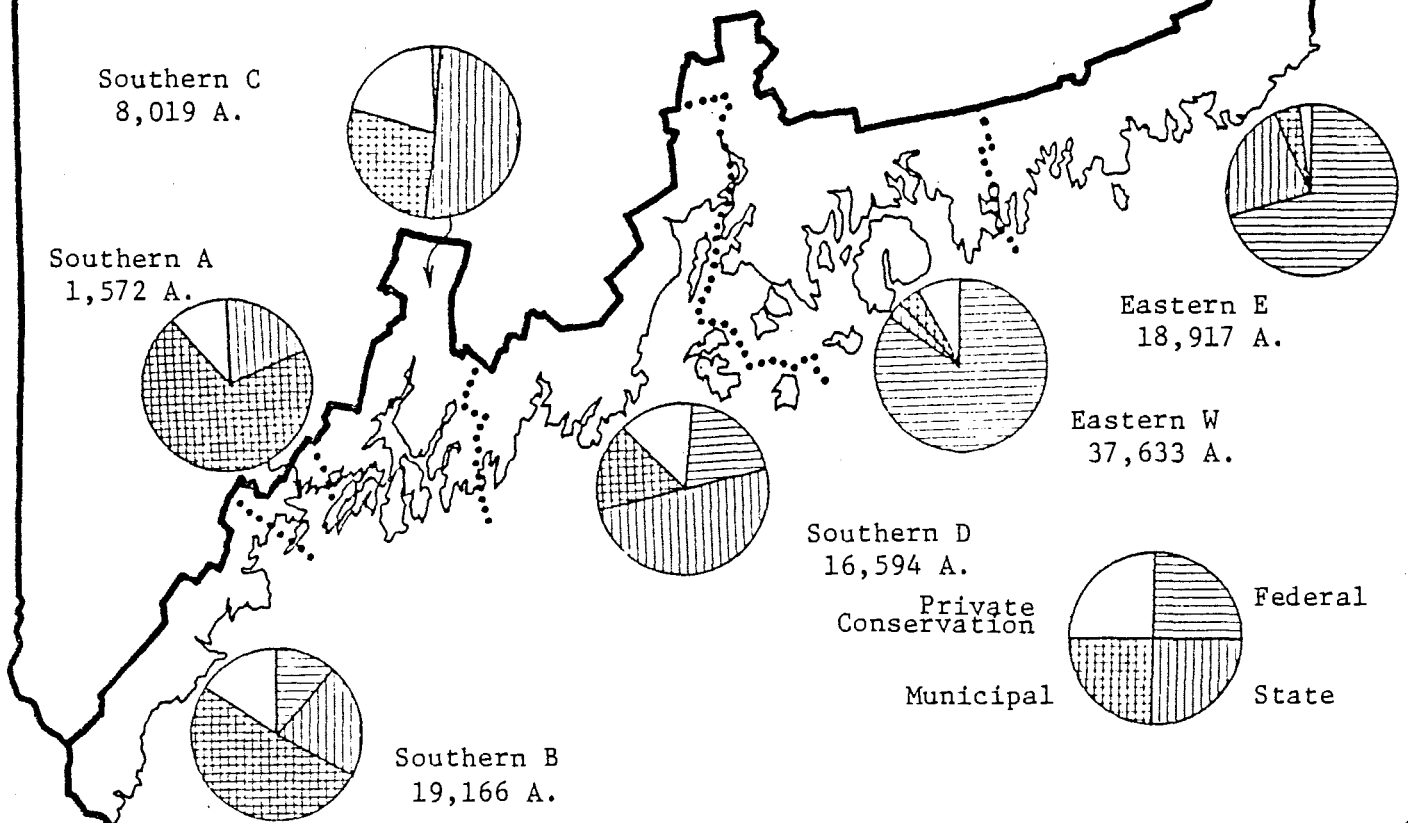 Southern C
8,019 A.
Southern A
1,572 A.
Eastern E
18,917 A.
Eastern W
37,633 A.
Southern D
16,594 A.
Private
Conservation
Federal
Municipal
State
Southern B
19,166 A.